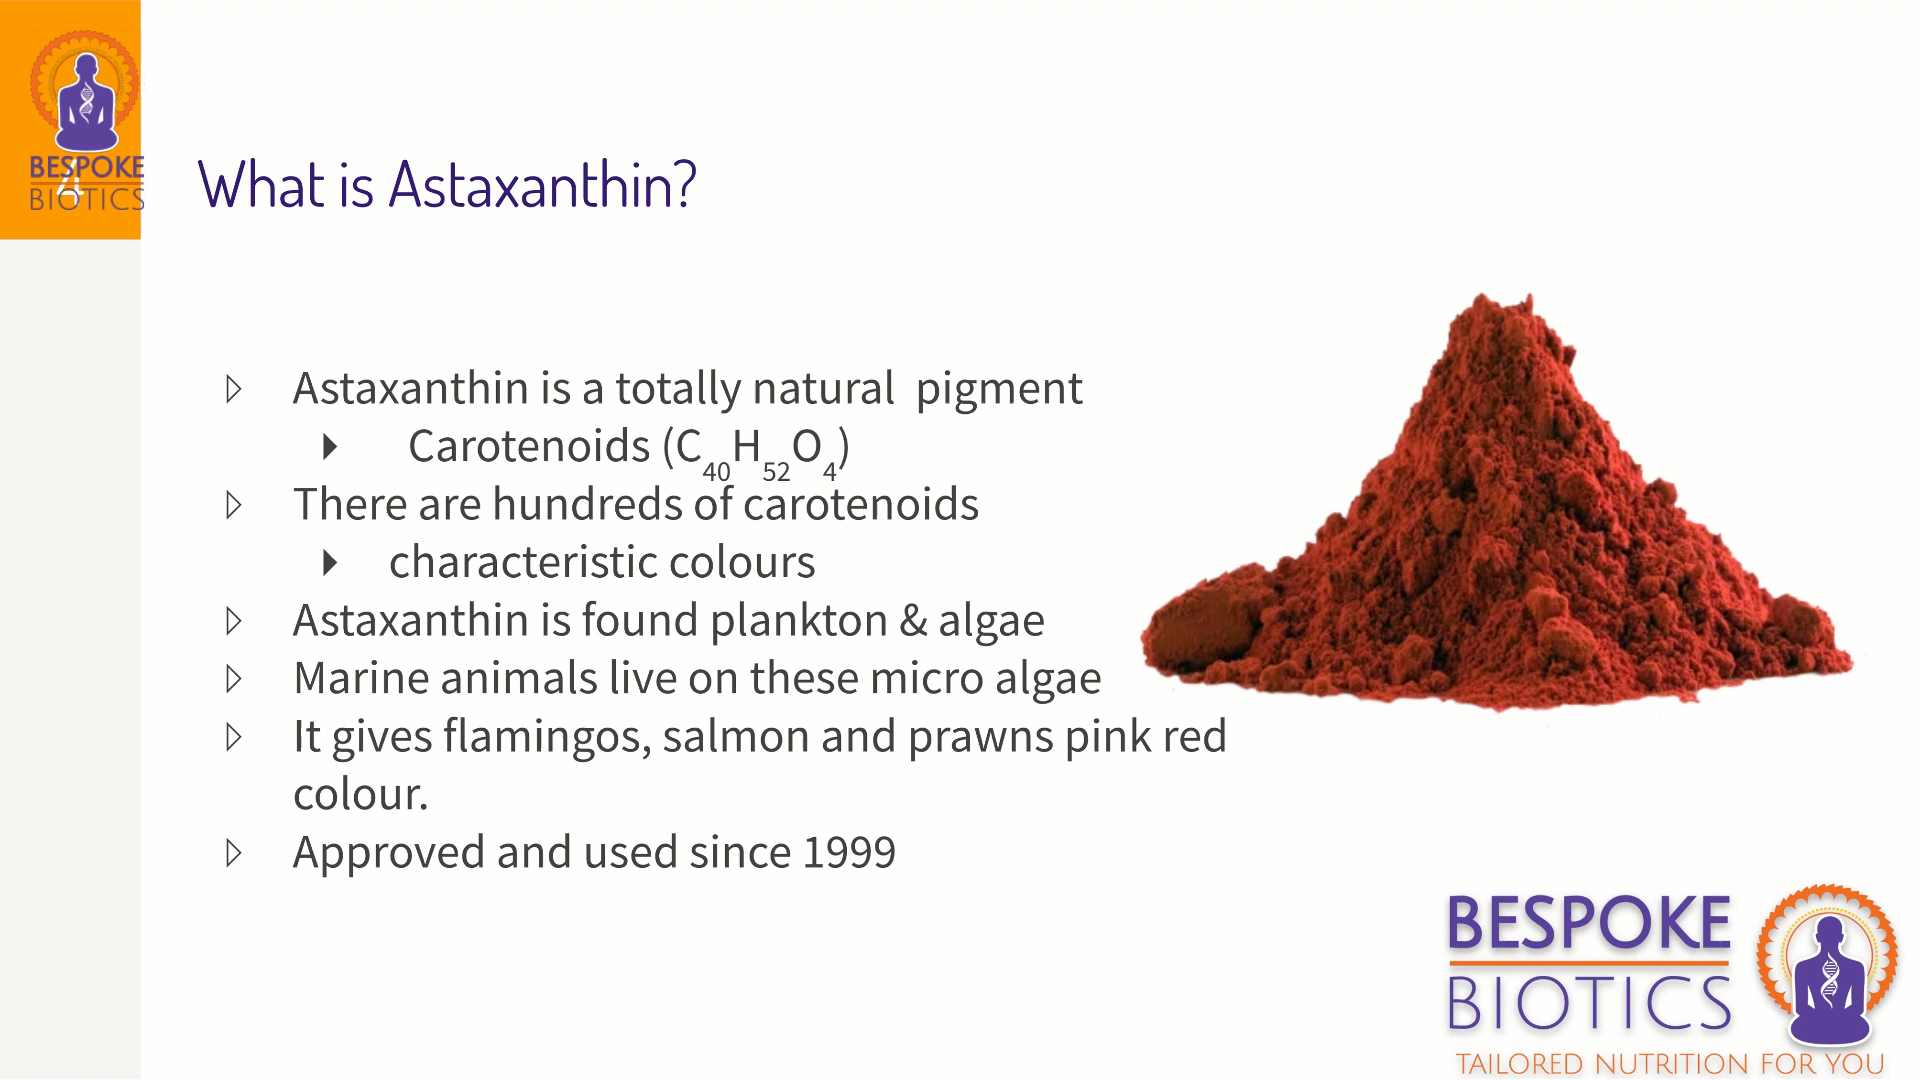 BESPOKE
BIOTICS
4
What is Astaxanthin?
Astaxanthin is a totally natural pigment
Carotenoids (C₄₀H₅₂O₄)
There are hundreds of carotenoids
characteristic colours
Astaxanthin is found plankton & algae
Marine animals live on these micro algae
It gives flamingos, salmon and prawns pink red
colour.
Approved and used since 1999
BESPOKE
BIOTICS
TAILORED NUTRITION FOR YOU